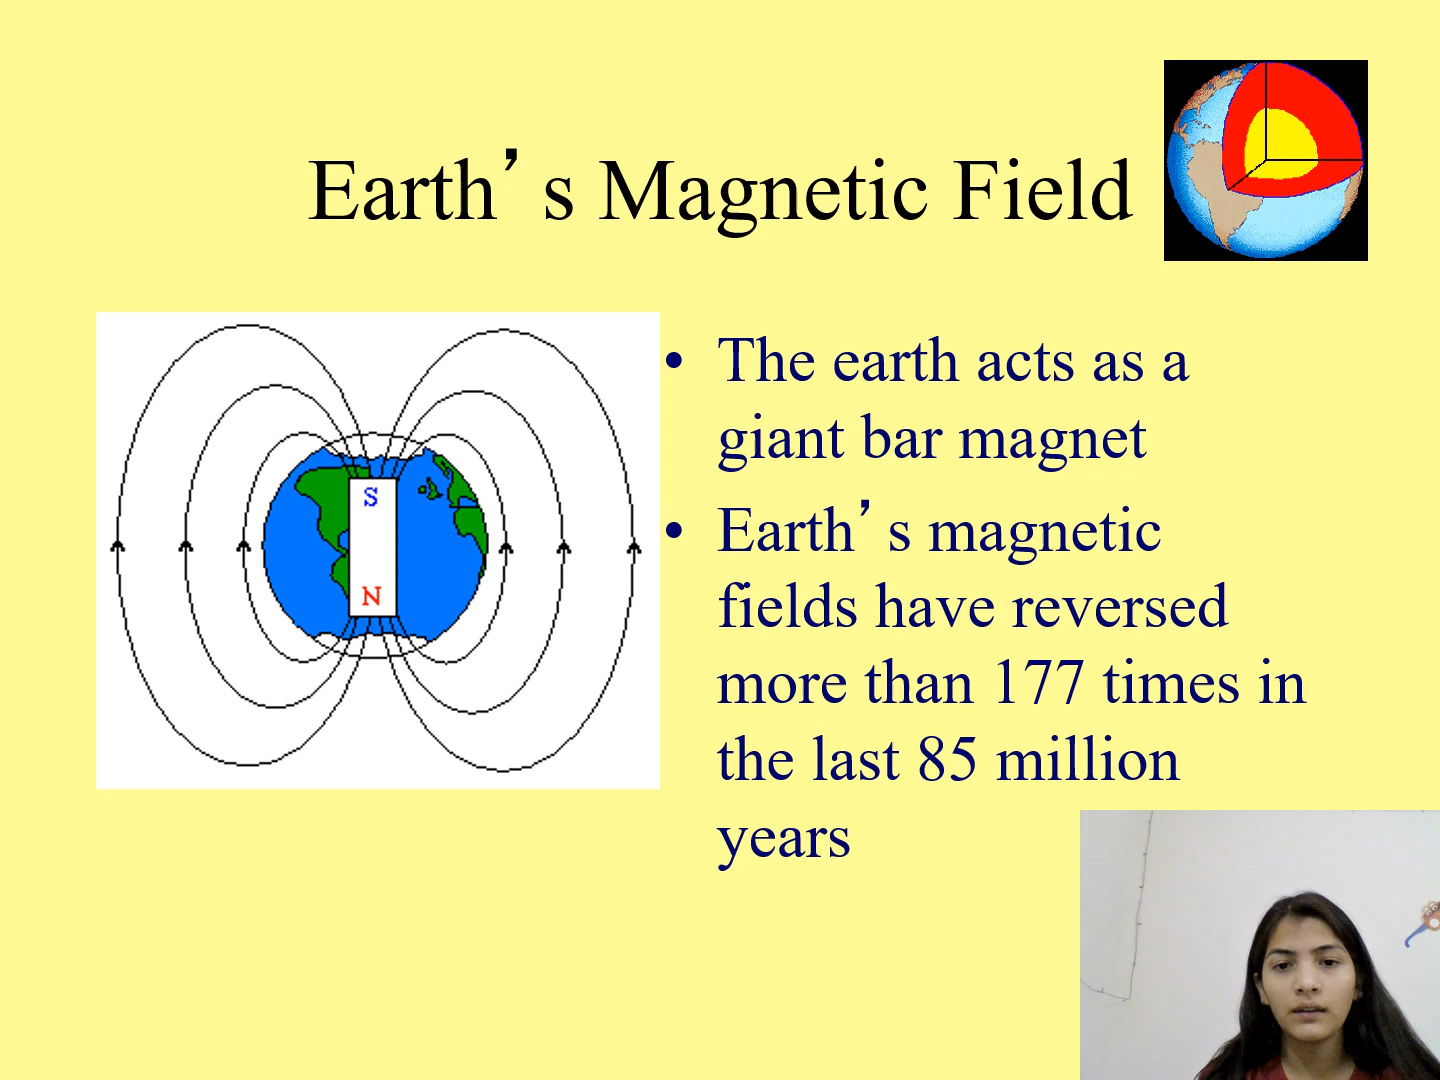 Earth’s Magnetic Field
S
N
• The earth acts as a
giant bar magnet
• Earth’s magnetic
fields have reversed
more than 177 times in
the last 85 million
years